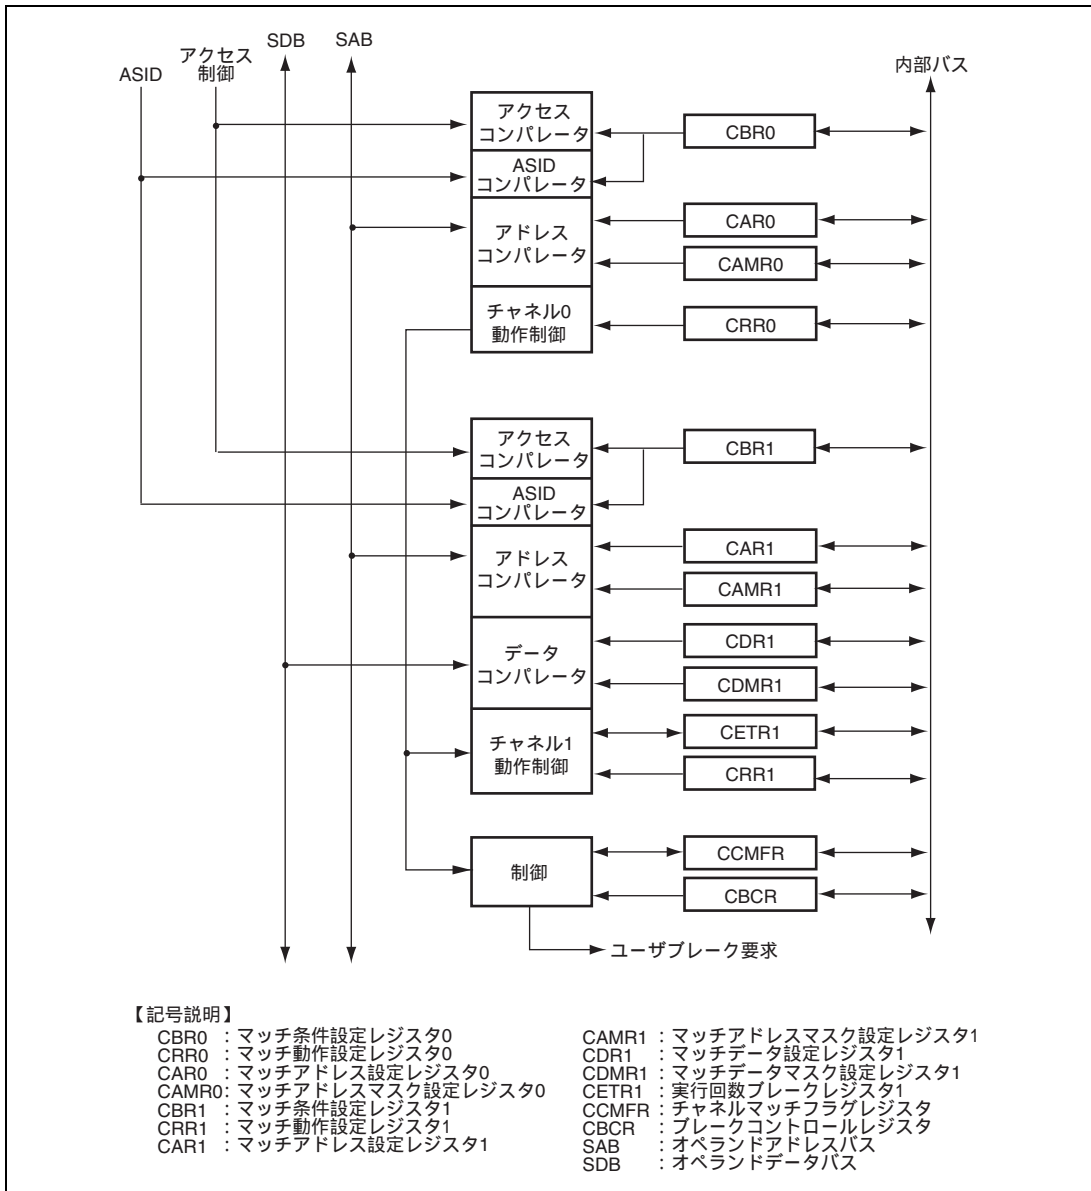 ASID
アクセス
制御
SDB
SAB
内部バス
アクセス
コンパレータ
CBR0
ASID
コンパレータ
アドレス
コンパレータ
CAR0
CAMR0
チャネル0
動作制御
CRR0
アクセス
コンパレータ
CBR1
ASID
コンパレータ
アドレス
コンパレータ
CAR1
CAMR1
データ
コンパレータ
CDR1
CDMR1
チャネル1
動作制御
CETR1
CRR1
制御
CCMFR
CBCR
ユーザブレーク要求
【記号説明】
CBR0 : マッチ条件設定レジスタ0
CRR0 : マッチ動作設定レジスタ0
CAR0 : マッチアドレス設定レジスタ0
CAMR0: マッチアドレスマスク設定レジスタ0
CBR1 : マッチ条件設定レジスタ1
CRR1 : マッチ動作設定レジスタ1
CAR1 : マッチアドレス設定レジスタ1
CAMR1 : マッチアドレスマスク設定レジスタ1
CDR1 : マッチデータ設定レジスタ1
CDMR1 : マッチデータマスク設定レジスタ1
CETR1 : 実行回数ブレークレジスタ1
CCMFR : チャネルマッチフラグレジスタ
CBCR : ブレークコントロールレジスタ
SAB : オペランドアドレスバス
SDB : オペランドデータバス